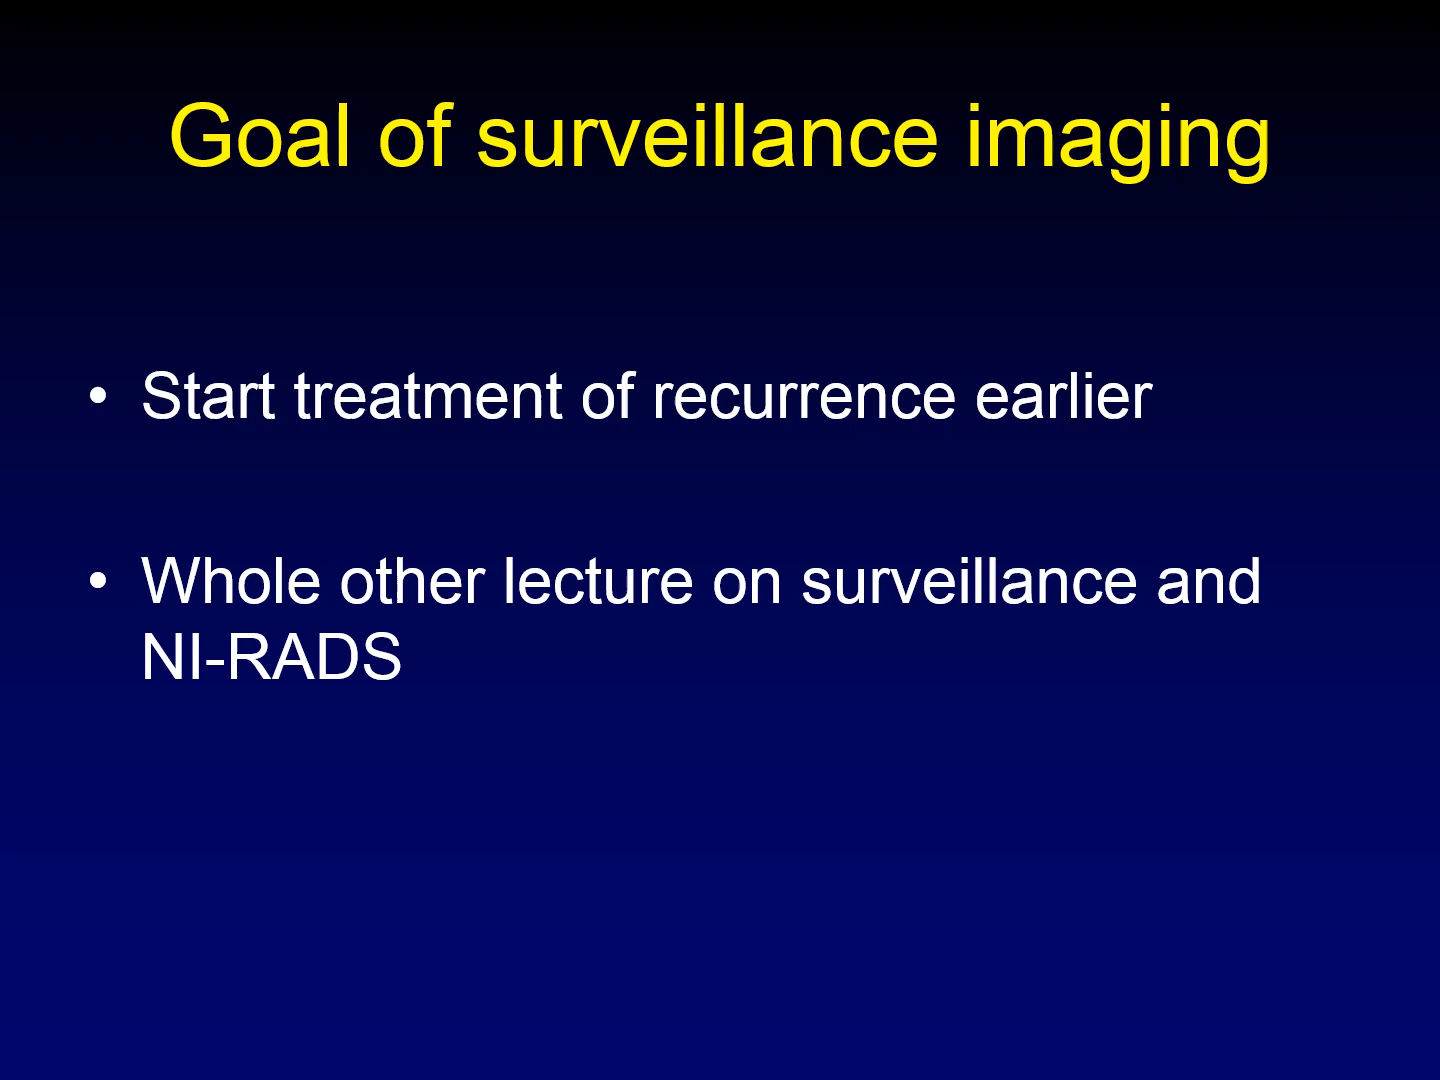 Goal of surveillance imaging
• Start treatment of recurrence earlier
• Whole other lecture on surveillance and
NI-RADS